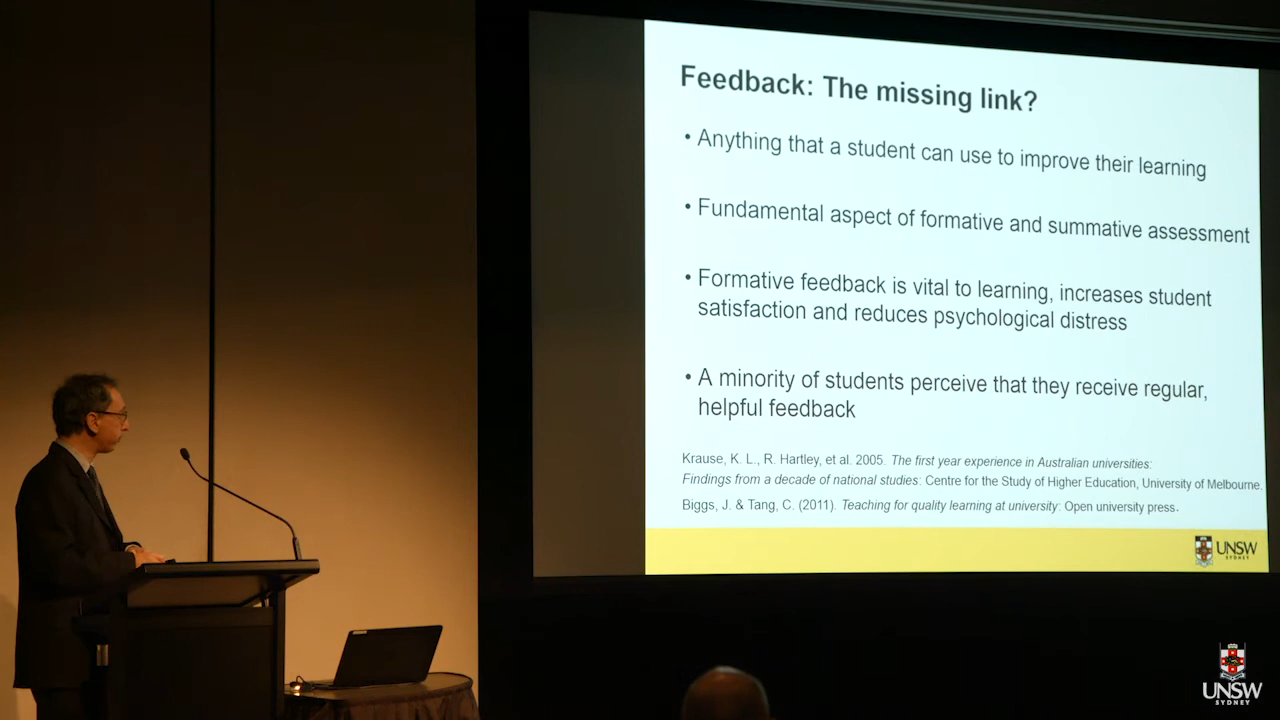 Feedback: The missing link?
• Anything that a student can use to improve their learning
• Fundamental aspect of formative and summative assessment
• Formative feedback is vital to learning, increases student
satisfaction and reduces psychological distress
• A minority of students perceive that they receive regular,
helpful feedback
Krause, K. L., R. Hartley, et al. 2005. The first year experience in Australian universities:
Findings from a decade of national studies: Centre for the Study of Higher Education, University of Melbourne.
Biggs, J. & Tang, C. (2011). Teaching for quality learning at university: Open university press.
UNSW
SYDNEY
UNSW
SYDNEY